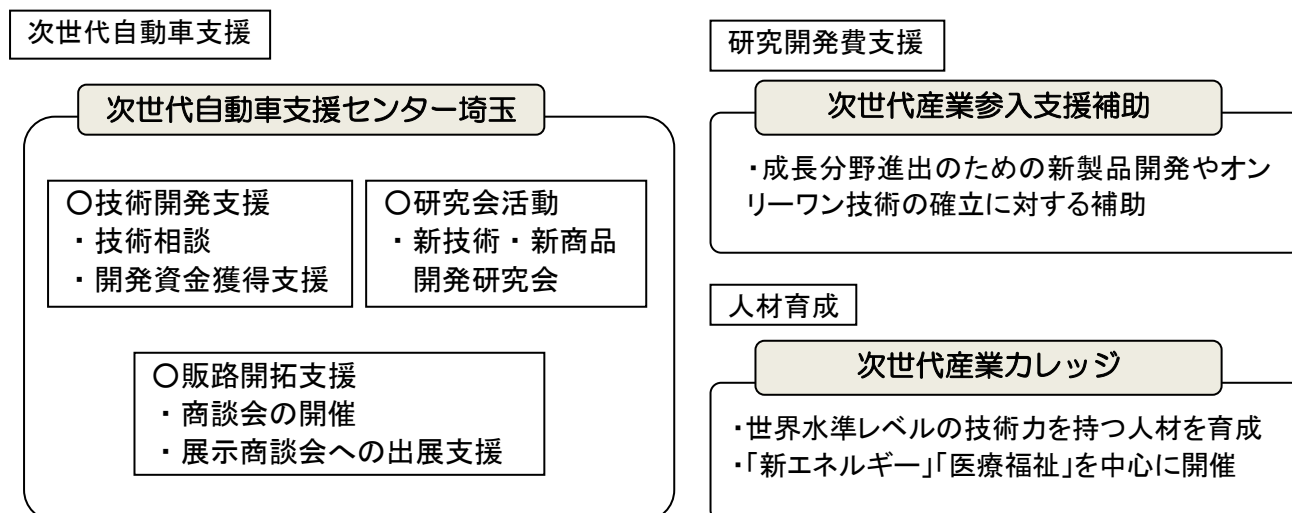 次世代自動車支援
次世代自動車支援センター埼玉
〇技術開発支援
・技術相談
・開発資金獲得支援
〇研究会活動
・新技術・新商品
開発研究会
〇販路開拓支援
・商談会の開催
・展示商談会への出展支援
研究開発費支援
次世代産業参入支援補助
・成長分野進出のための新製品開発やオン
リーワン技術の確立に対する補助
人材育成
次世代産業カレッジ
・世界水準レベルの技術力を持つ人材を育成
・「新エネルギー」「医療福祉」を中心に開催